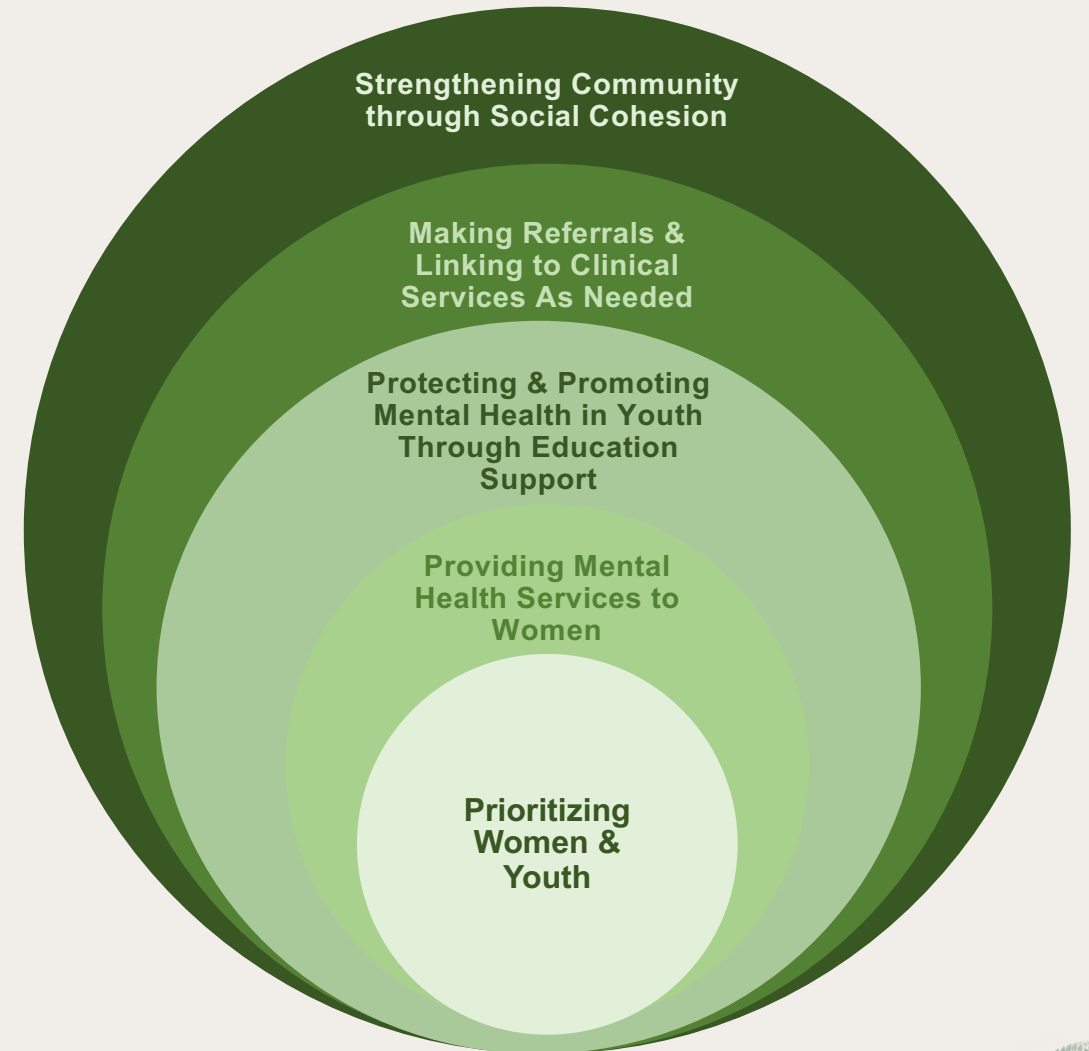 Strengthening Community
through Social Cohesion
Making Referrals &
Linking to Clinical
Services As Needed
Protecting & Promoting
Mental Health in Youth
Through Education
Support
Providing Mental
Health Services to
Women
Prioritizing
Women &
Youth